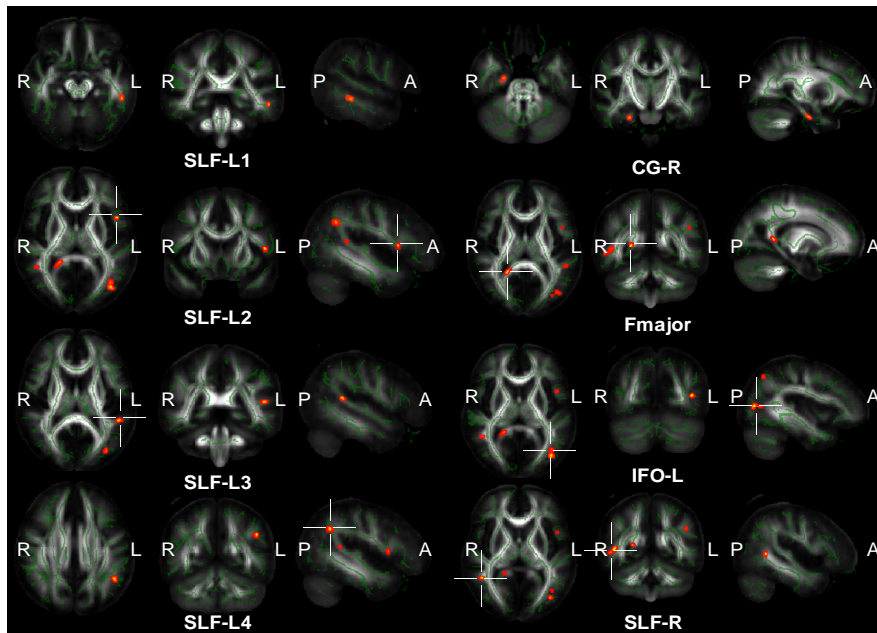 R L R L P A R L R L P A
SLF-L1 CG-R
R L R L P A R L R L P A
SLF-L2 Fmajor
R L R L P A R L R L P A
SLF-L3 IFO-L
R L R L P A R L R L P A
SLF-L4 SLF-R